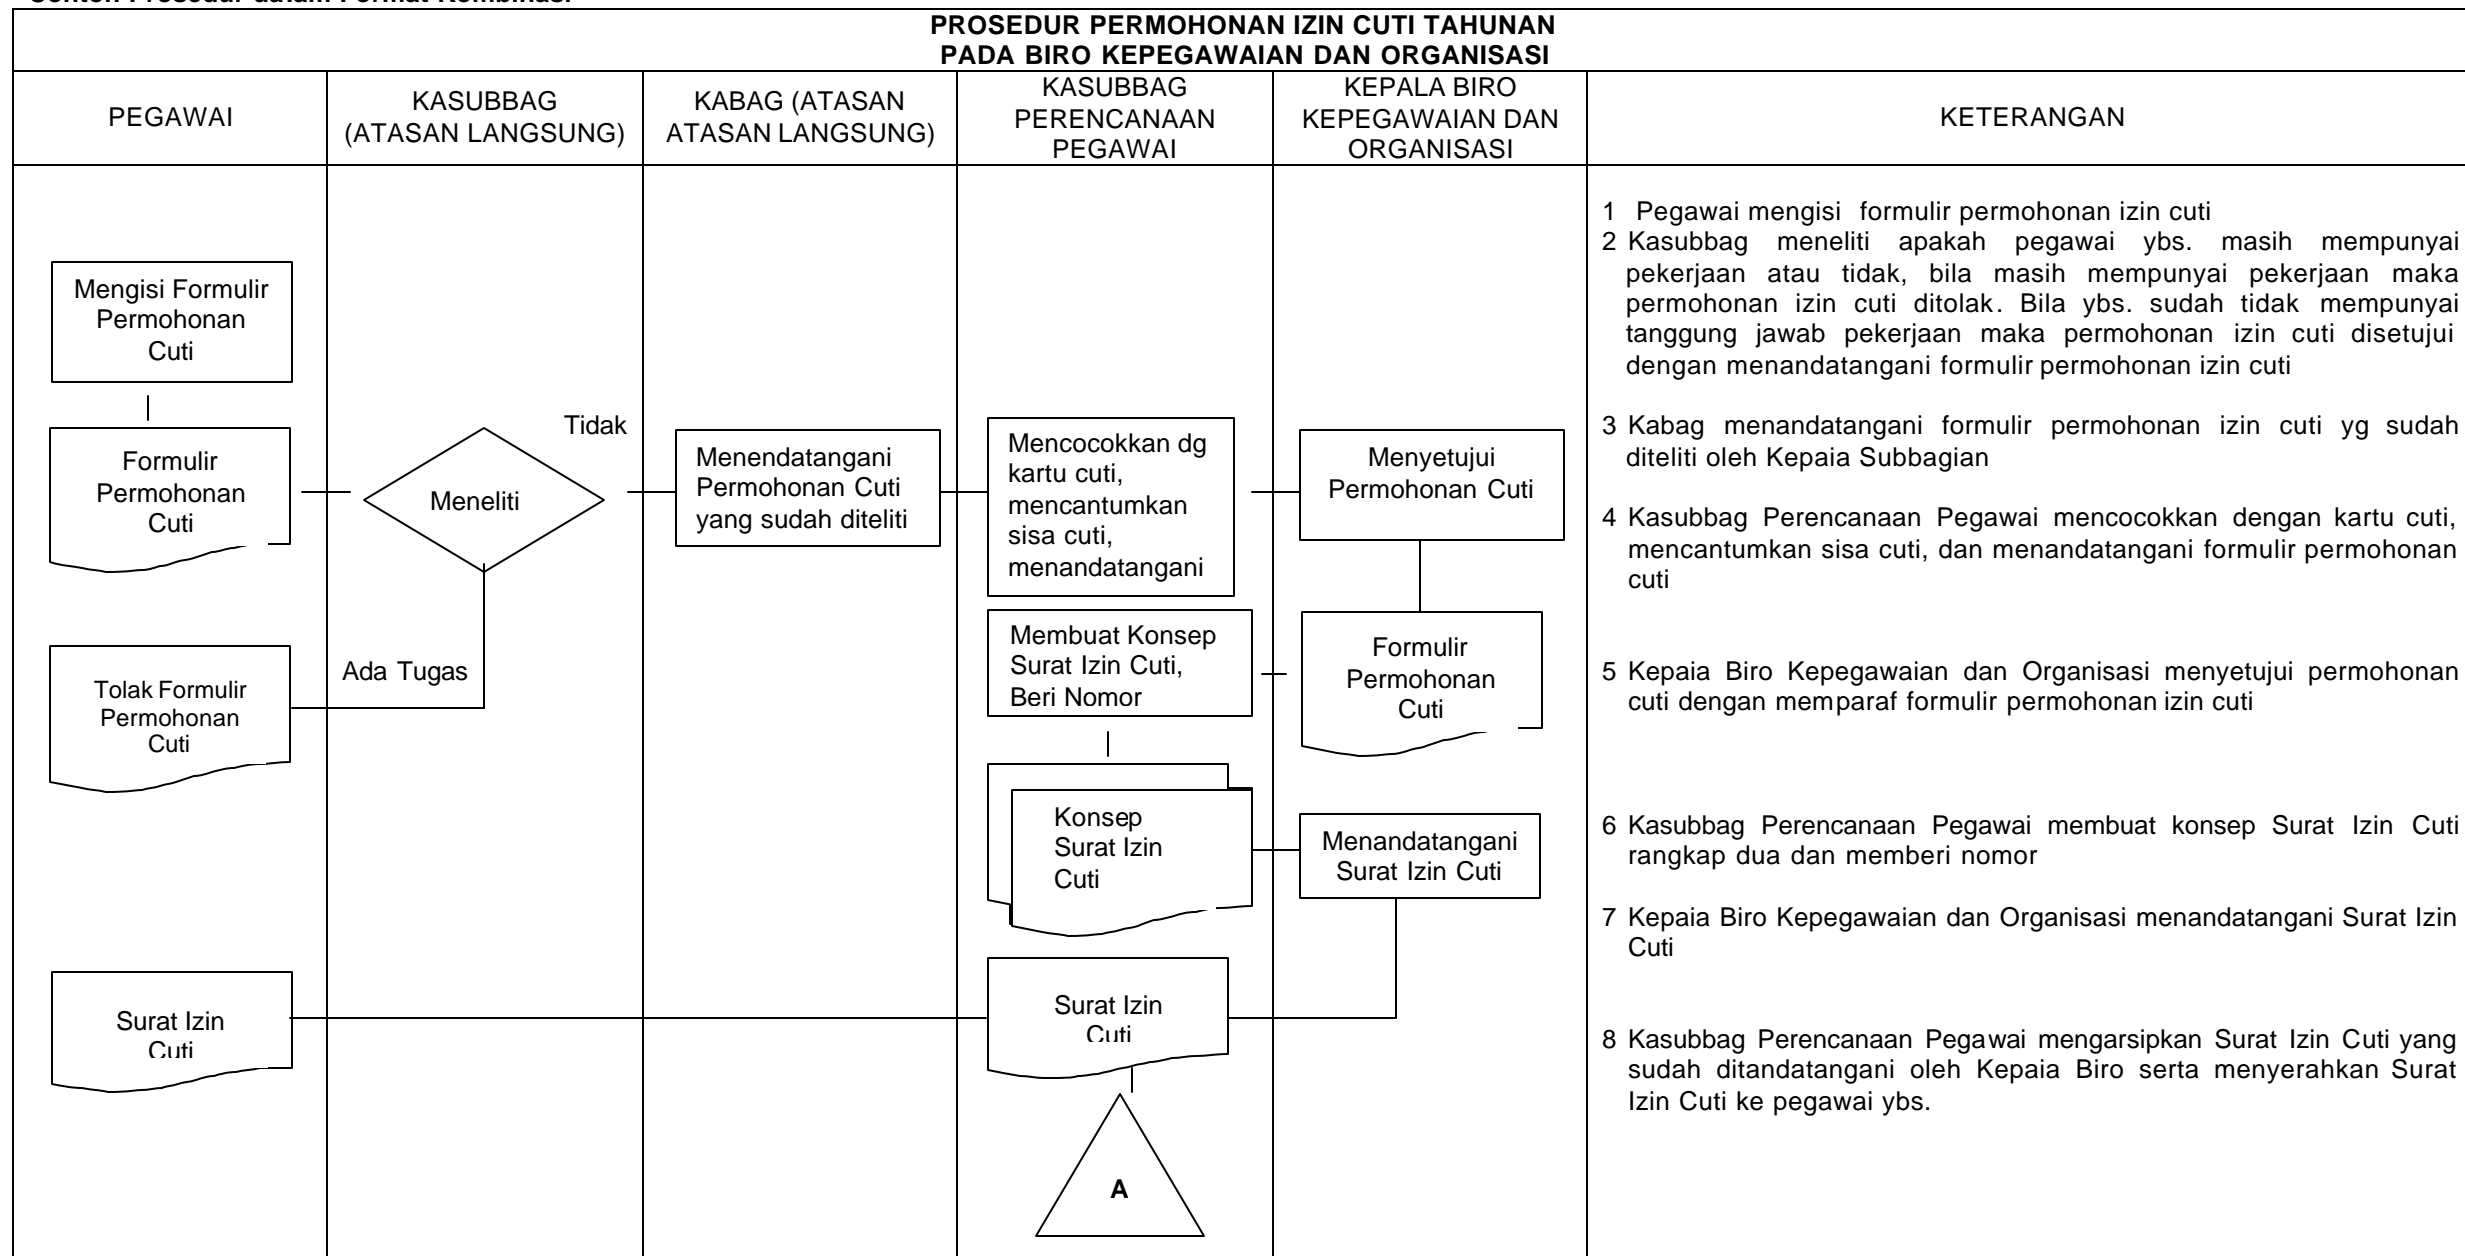 Contoh Prosedur dalam Format Kombinasi
PROSEDUR PERMOHONAN IZIN CUTI TAHUNAN
PADA BIRO KEPEGAWAIAN DAN ORGANISASI
PEGAWAI
KASUBBAG
(ATASAN LANGSUNG)
KABAG (ATASAN
ATASAN LANGSUNG)
KASUBBAG
PERENCANAAN
PEGAWAI
KEPALA BIRO
KEPEGAWAIAN DAN
ORGANISASI
KETERANGAN
Mengisi Formulir
Permohonan
Cuti
Formulir
Permohonan
Cuti
Meneliti
Tidak
Menendatangani
Permohonan Cuti
yang sudah diteliti
Mencocokkan dg
kartu cuti,
mencantumkan
sisa cuti,
menandatangani
Menyetujui
Permohonan Cuti
Tolak Formulir
Permohonan
Cuti
Ada Tugas
Membuat Konsep
Surat Izin Cuti,
Beri Nomor
Formulir
Permohonan
Cuti
Konsep
Surat Izin
Cuti
Menandatangani
Surat Izin Cuti
Surat Izin
Cuti
Surat Izin
Cuti
A
1 Pegawai mengisi formulir permohonan izin cuti
2 Kasubbag meneliti apakah pegawai ybs. masih mempunyai
pekerjaan atau tidak, bila masih mempunyai pekerjaan maka
permohonan izin cuti ditolak. Bila ybs. sudah tidak mempunyai
tanggung jawab pekerjaan maka permohonan izin cuti disetujui
dengan menandatangani formulir permohonan izin cuti
3 Kabag menandatangani formulir permohonan izin cuti yg sudah
diteliti oleh Kepaia Subbagian
4 Kasubbag Perencanaan Pegawai mencocokkan dengan kartu cuti,
mencantumkan sisa cuti, dan menandatangani formulir permohonan
cuti
5 Kepaia Biro Kepegawaian dan Organisasi menyetujui permohonan
cuti dengan memparaf formulir permohonan izin cuti
6 Kasubbag Perencanaan Pegawai membuat konsep Surat Izin Cuti
rangkap dua dan memberi nomor
7 Kepaia Biro Kepegawaian dan Organisasi menandatangani Surat Izin
Cuti
8 Kasubbag Perencanaan Pegawai mengarsipkan Surat Izin Cuti yang
sudah ditandatangani oleh Kepaia Biro serta menyerahkan Surat
Izin Cuti ke pegawai ybs.